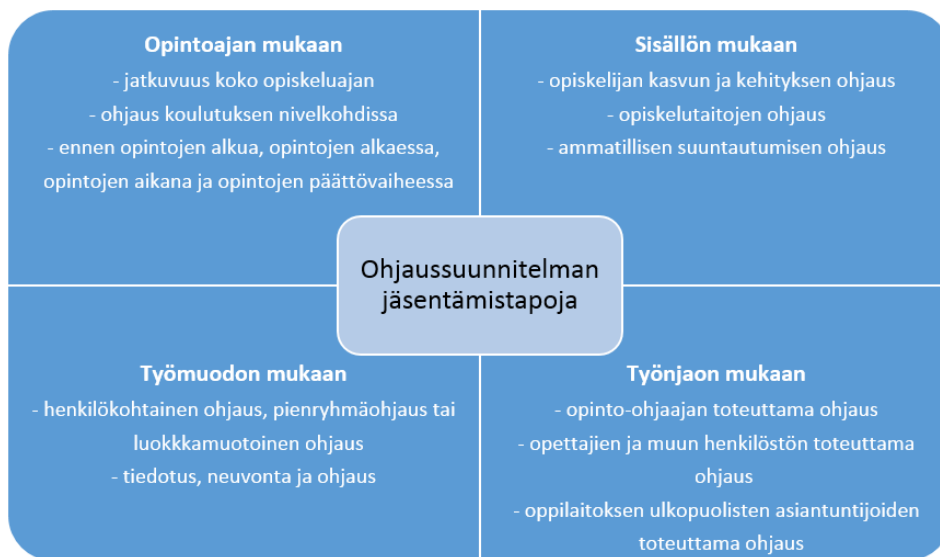 Opintoajan mukaan
- jatkuvuus koko opiskeluajan
- ohjaus koulutuksen nivelkohdissa
- ennen opintojen alkua, opintojen alkaessa,
opintojen aikana ja opintojen päättövaiheessa
Sisällön mukaan
- opiskelijan kasvun ja kehityksen ohjaus
- opiskelutaitojen ohjaus
- ammatillisen suuntautumisen ohjaus
Ohjaussuunnitelman
jäsentämistapoja
Työmuodon mukaan
- henkilökohtainen ohjaus, pienryhmäohjaus tai
luokkkamuotoinen ohjaus
- tiedotus, neuvonta ja ohjaus
Työnjaon mukaan
- opinto-ohjaajan toteuttama ohjaus
- opettajien ja muun henkilöstön toteuttama
ohjaus
- oppilaitoksen ulkopuolisten asiantuntijoiden
toteuttama ohjaus